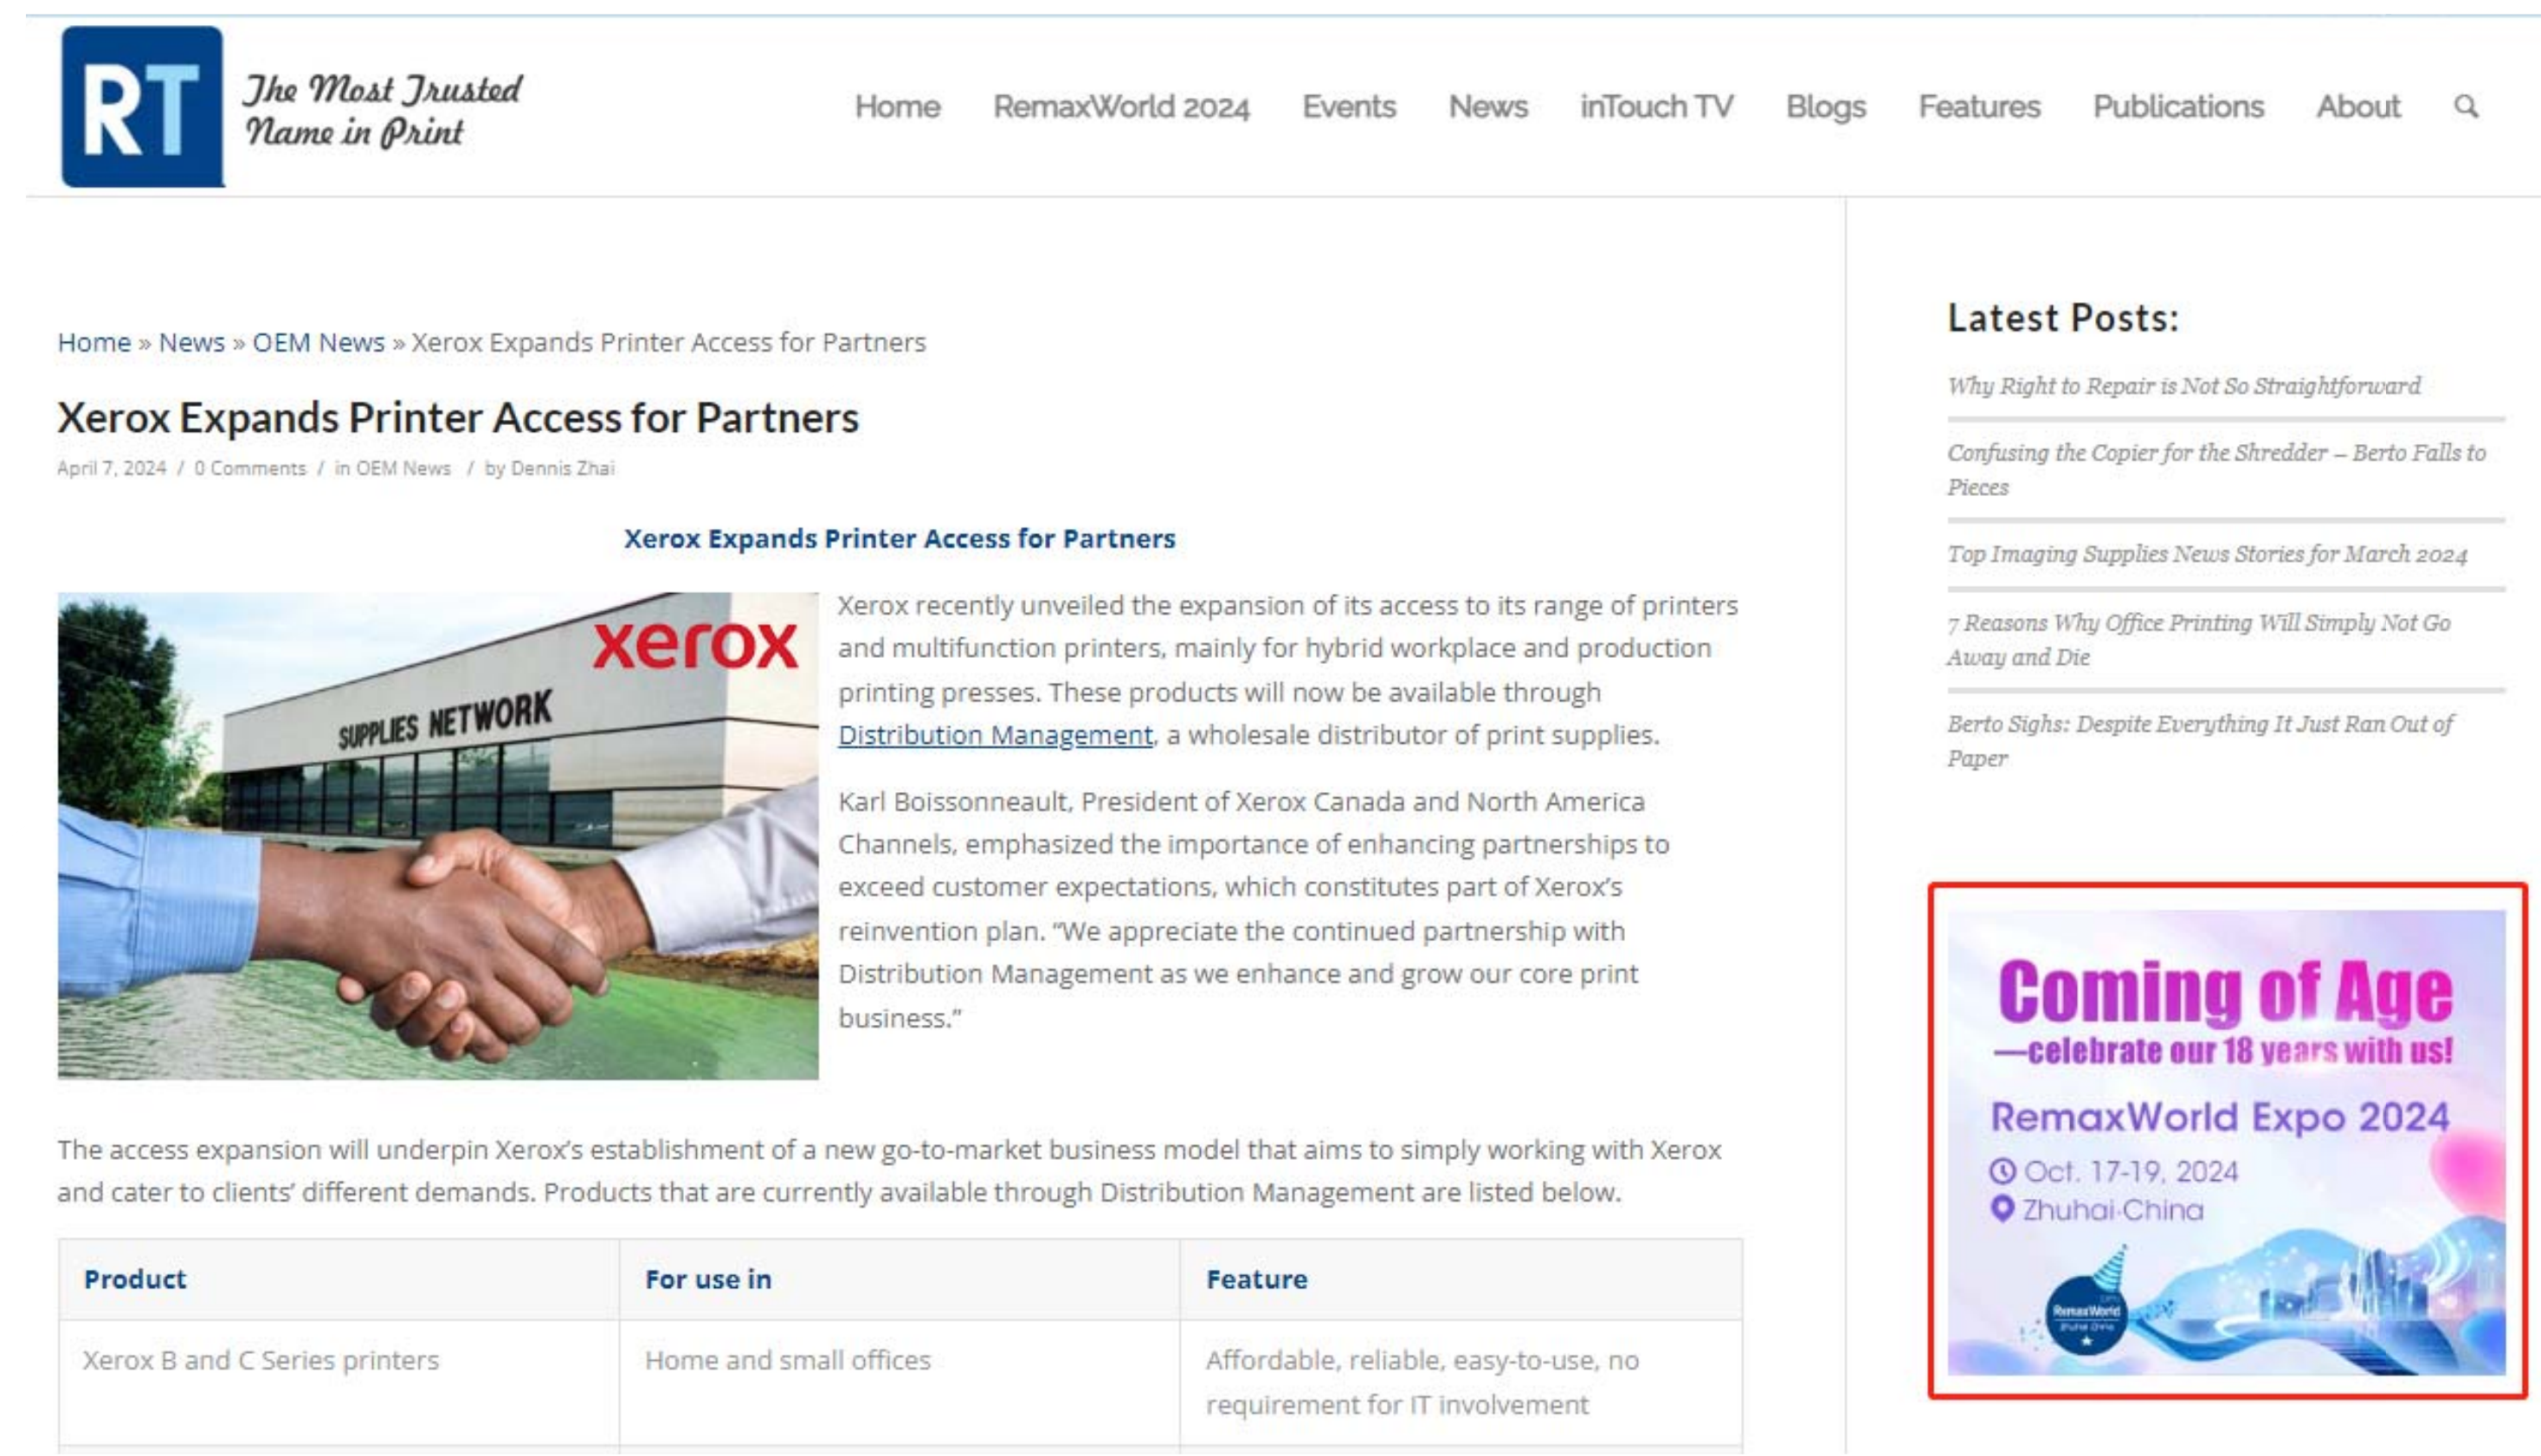 RT
The Most Trusted
Name in Print
Home RemaxWorld 2024 Events News inTouch TV Blogs Features Publications About
Home » News » OEM News » Xerox Expands Printer Access for Partners
Xerox Expands Printer Access for Partners
April 7, 2024 / 0 Comments / in OEM News / by Dennis Zhai
Xerox Expands Printer Access for Partners
xerox
SUPPLIES NETWORK
Xerox recently unveiled the expansion of its access to its range of printers
and multifunction printers, mainly for hybrid workplace and production
printing presses. These products will now be available through
Distribution Management, a wholesale distributor of print supplies.
Karl Boissonneault, President of Xerox Canada and North America
Channels, emphasized the importance of enhancing partnerships to
exceed customer expectations, which constitutes part of Xerox’s
reinvention plan. “We appreciate the continued partnership with
Distribution Management as we enhance and grow our core print
business.”
The access expansion will underpin Xerox’s establishment of a new go-to-market business model that aims to simply working with Xerox
and cater to clients’ different demands. Products that are currently available through Distribution Management are listed below.
Product For use in Feature
Xerox B and C Series printers Home and small offices Affordable, reliable, easy-to-use, no
requirement for IT involvement
Latest Posts:
Why Right to Repair is Not So Straightforward
Confusing the Copier for the Shredder – Berto Falls to
Pieces
Top Imaging Supplies News Stories for March 2024
7 Reasons Why Office Printing Will Simply Not Go
Away and Die
Berto Sighs: Despite Everything It Just Ran Out of
Paper
Coming of Age
—celebrate our 18 years with us!
RemaxWorld Expo 2024
Oct. 17-19, 2024
Zhuhai·China
RemaxWorld
Zhuhai China